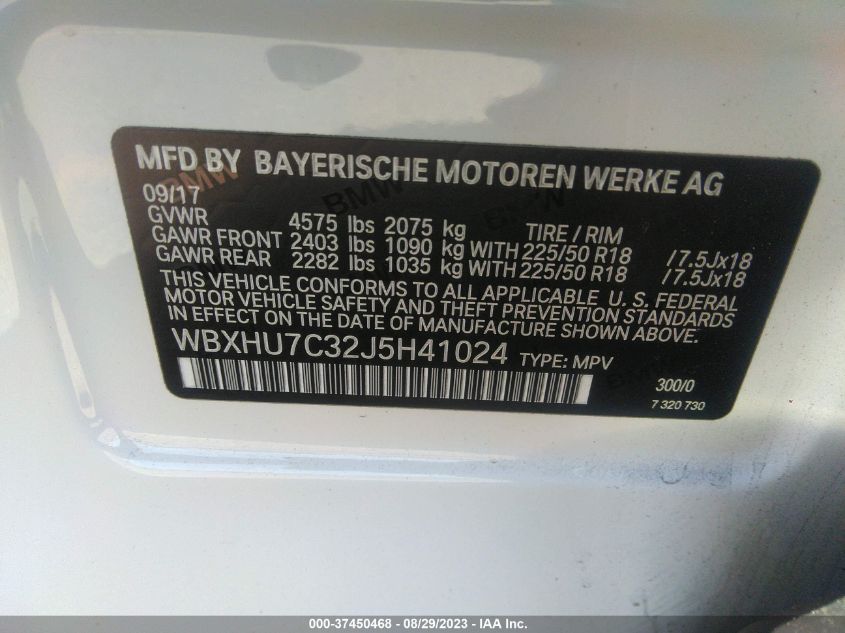 MFD BY BAYERISCHE MOTOREN WERKE AG
09/17
GVWR 4575 lbs 2075 kg TIRE / RIM
GAWR FRONT 2403 lbs 1090 kg WITH 225/50 R18 /7.5Jx18
GAWR REAR 2282 lbs 1035 kg WITH 225/50 R18 /7.5Jx18
THIS VEHICLE CONFORMS TO ALL APPLICABLE U. S. FEDERAL
MOTOR VEHICLE SAFETY AND THEFT PREVENTION STANDARDS
IN EFFECT ON THE DATE OF MANUFACTURE SHOWN ABOVE.
WBXHU7C32J5H41024 TYPE: MPV
300/0
7 320 730
BMW
BMW
BMW
000-37450468 - 08/29/2023 - IAA Inc.